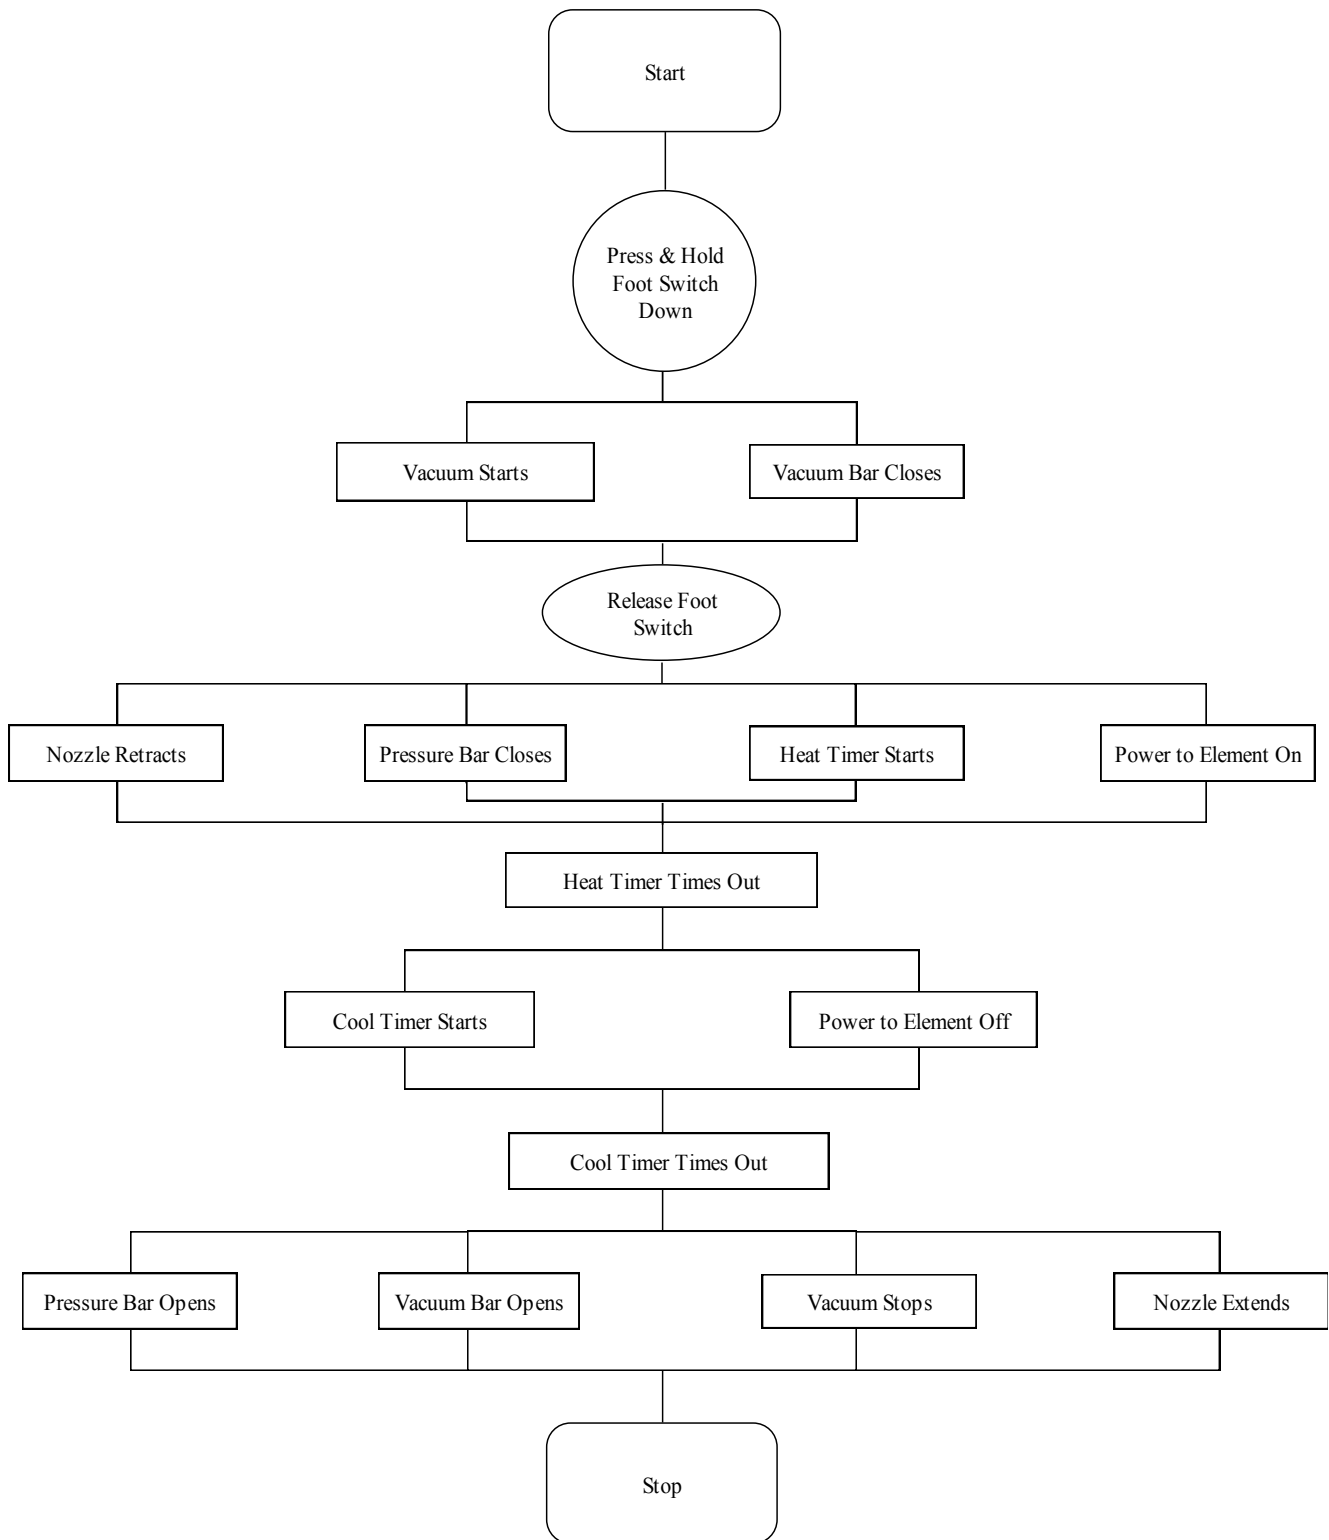 Start
Press & Hold
Foot Switch
Down
Vacuum Starts
Vacuum Bar Closes
Release Foot
Switch
Nozzle Retracts
Pressure Bar Closes
Heat Timer Starts
Power to Element On
Heat Timer Times Out
Cool Timer Starts
Power to Element Off
Cool Timer Times Out
Pressure Bar Opens
Vacuum Bar Opens
Vacuum Stops
Nozzle Extends
Stop